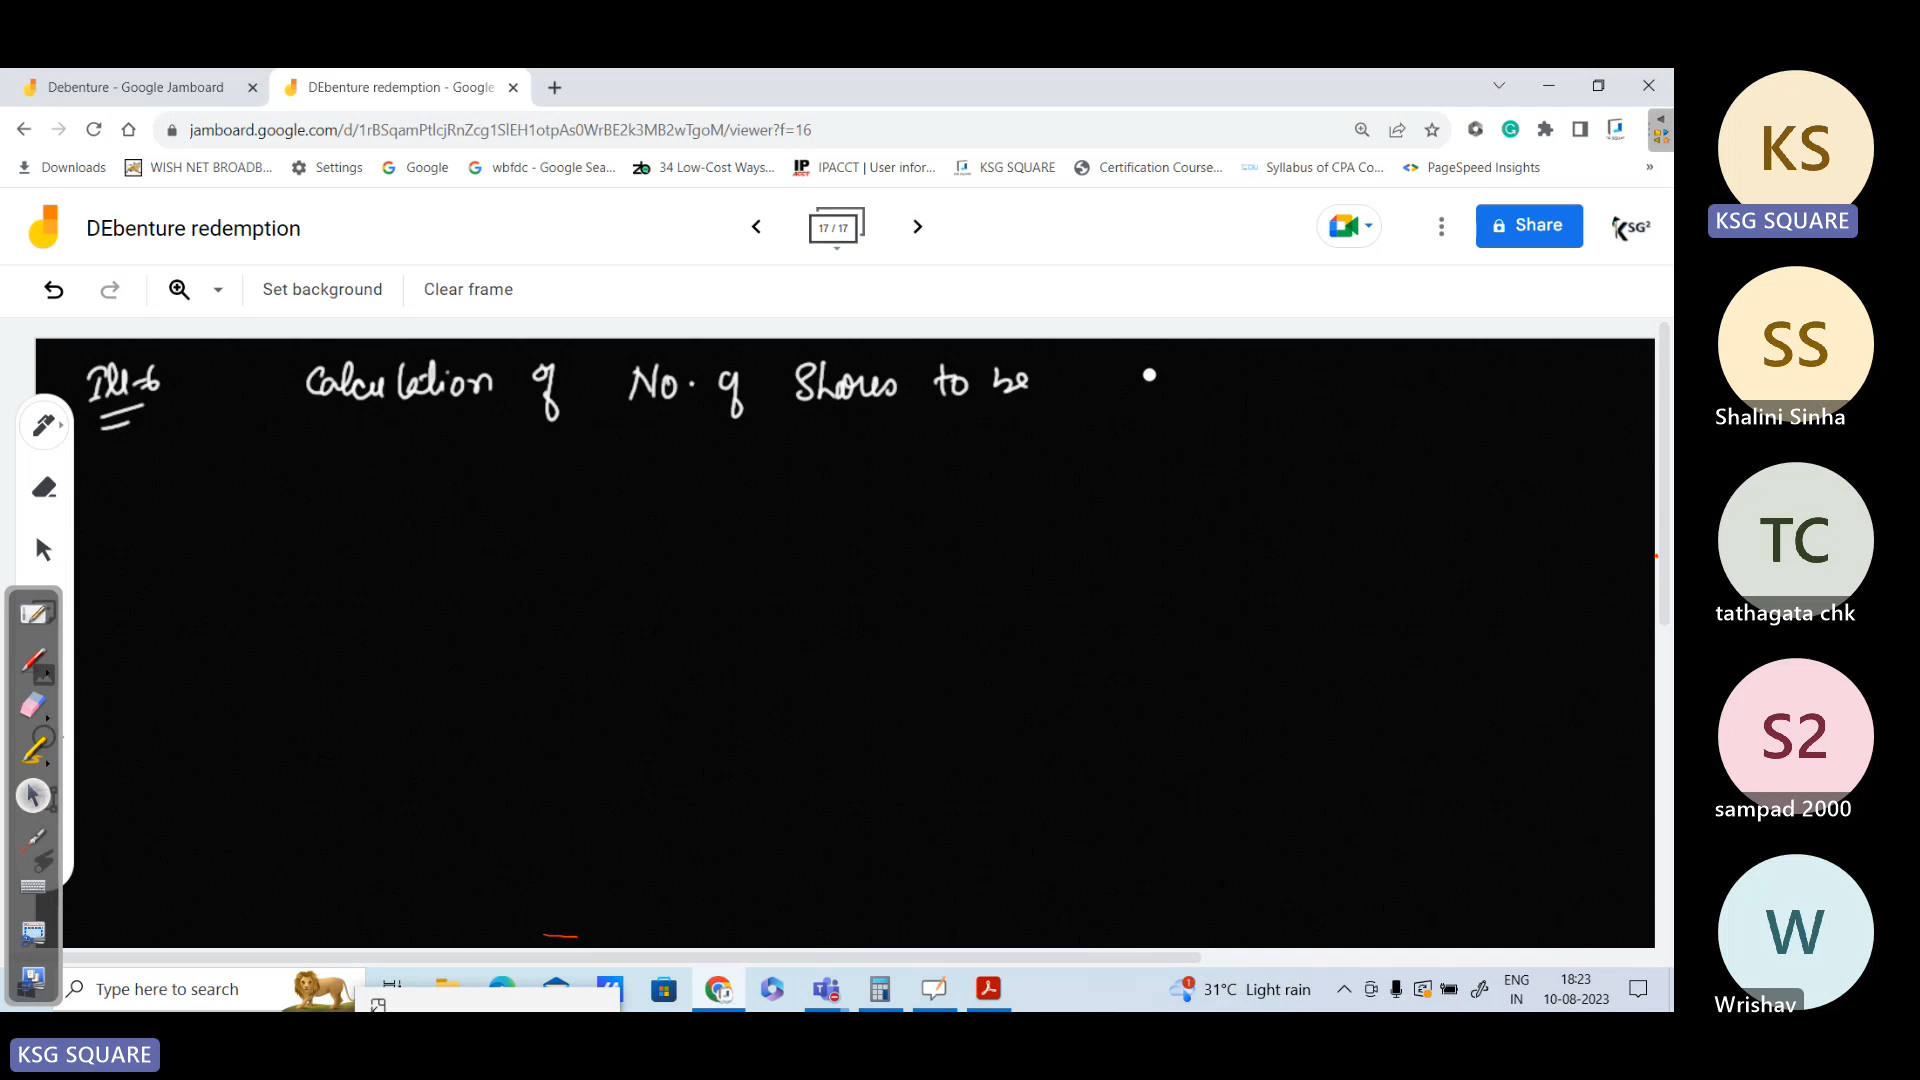 Debenture - Google Jamboard
DEbenture redemption - Google
jamboard.google.com/d/1rBSqamPtlcjRnZcg1SlEH1otpAs0WrBE2k3MB2wTgoM/viewer?f=16
Downloads
WISH NET BROADB...
Settings
Google
wbfdc - Google Sea...
34 Low-Cost Ways...
IPACCT | User infor...
KSG SQUARE
Certification Course...
Syllabus of CPA Co...
PageSpeed Insights
»
DEbenture redemption
17 / 17
Share
KSG²
Set background
Clear frame
Ill-6 Calculation of No. of Shares to be
Type here to search
31°C Light rain
ENG
IN
18:23
10-08-2023
KS
KSG SQUARE
SS
Shalini Sinha
TC
tathagata chk
S2
sampad 2000
W
Wrishav
KSG SQUARE